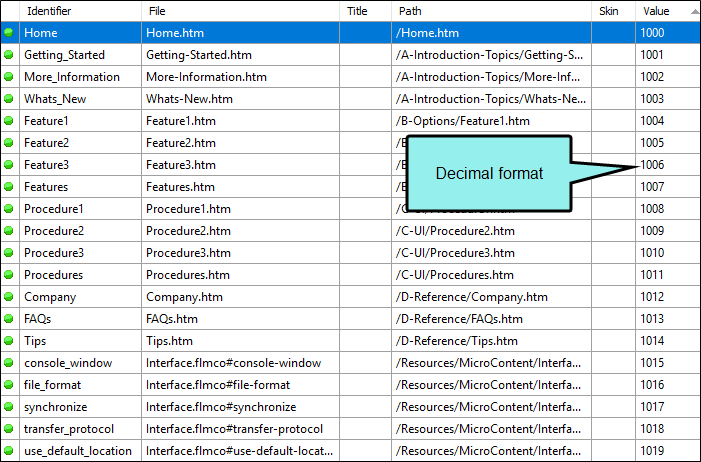 Identifier File Title Path Skin Value
Home Home.htm /Home.htm 1000
Getting_Started Getting-Started.htm /A-Introduction-Topics/Getting-S... 1001
More_Information More-Information.htm /A-Introduction-Topics/More-Inf... 1002
Whats_New Whats-New.htm /A-Introduction-Topics/Whats-Ne... 1003
Feature1 Feature1.htm /B-Options/Feature1.htm 1004
Feature2 Feature2.htm 1005
Feature3 Feature3.htm Decimal format 1006
Features Features.htm 1007
Procedure1 Procedure1.htm 1008
Procedure2 Procedure2.htm /C-UI/Procedure2.htm 1009
Procedure3 Procedure3.htm /C-UI/Procedure3.htm 1010
Procedures Procedures.htm /C-UI/Procedures.htm 1011
Company Company.htm /D-Reference/Company.htm 1012
FAQs FAQs.htm /D-Reference/FAQs.htm 1013
Tips Tips.htm /D-Reference/Tips.htm 1014
console_window Interface.flmco#console-window /Resources/MicroContent/Interfa... 1015
file_format Interface.flmco#file-format /Resources/MicroContent/Interfa... 1016
synchronize Interface.flmco#synchronize /Resources/MicroContent/Interfa... 1017
transfer_protocol Interface.flmco#transfer-protocol /Resources/MicroContent/Interfa... 1018
use_default_location Interface.flmco#use-default-locat... /Resources/MicroContent/Interfa... 1019